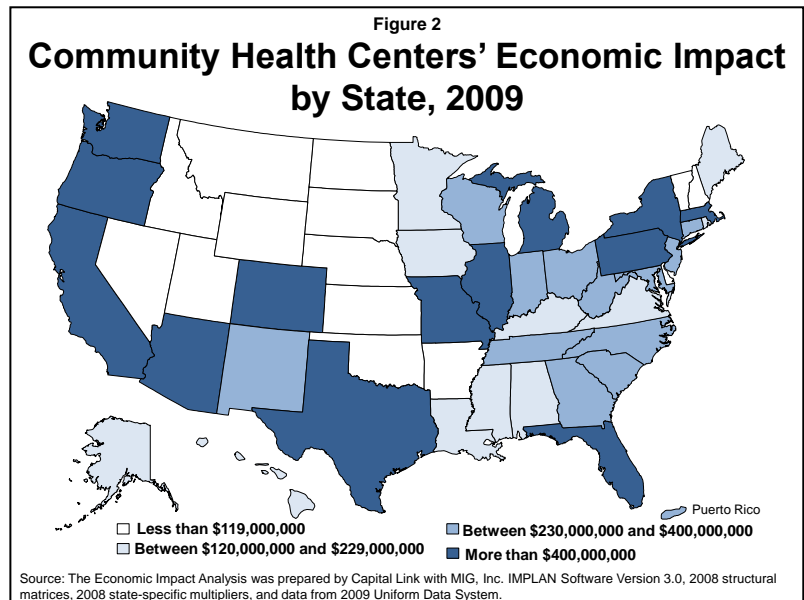 Figure 2
Community Health Centers’ Economic Impact
by State, 2009
Puerto Rico
Less than $119,000,000
Between $120,000,000 and $229,000,000
Between $230,000,000 and $400,000,000
More than $400,000,000
Source: The Economic Impact Analysis was prepared by Capital Link with MIG, Inc. IMPLAN Software Version 3.0, 2008 structural
matrices, 2008 state-specific multipliers, and data from 2009 Uniform Data System.